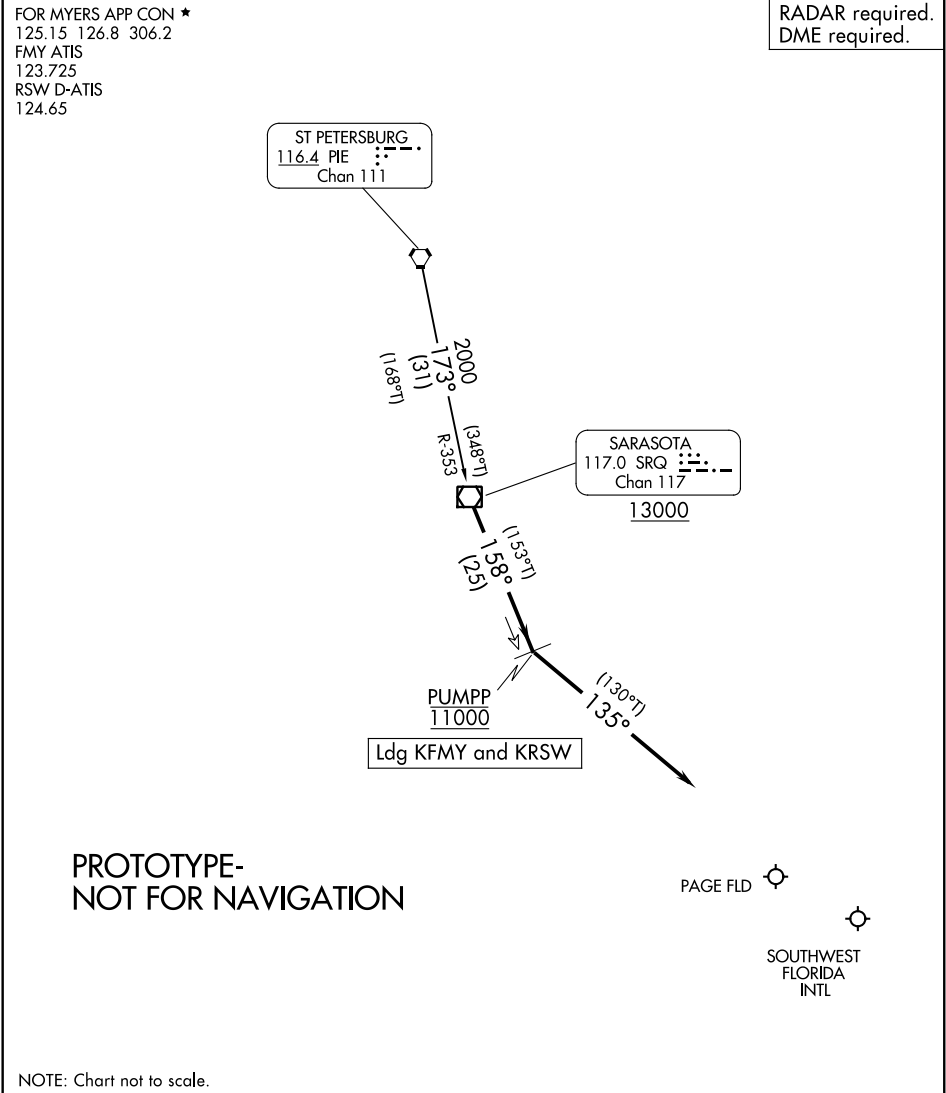 FOR MYERS APP CON ★
125.15 126.8 306.2
FMY ATIS
123.725
RSW D-ATIS
124.65
RADAR required.
DME required.
ST PETERSBURG
116.4 PIE
Chan 111
2000
173°
(31)
(168°T)
(348°T)
R-353
SARASOTA
117.0 SRQ
Chan 117
13000
(153°T)
158°
(25)
PUMPP
11000
Ldg KFMY and KRSW
(130°T)
135°
PROTOTYPE-
NOT FOR NAVIGATION
PAGE FLD
SOUTHWEST
FLORIDA
INTL
NOTE: Chart not to scale.